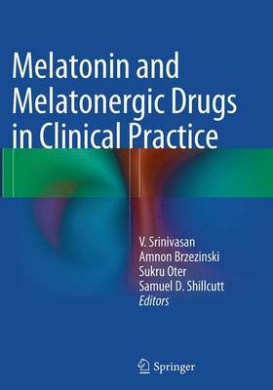 Melatonin and
Melatonergic Drugs
in Clinical Practice
V. Srinivasan
Amnon Brzezinski
Sukru Oter
Samuel D. Shillcutt
Editors
Springer